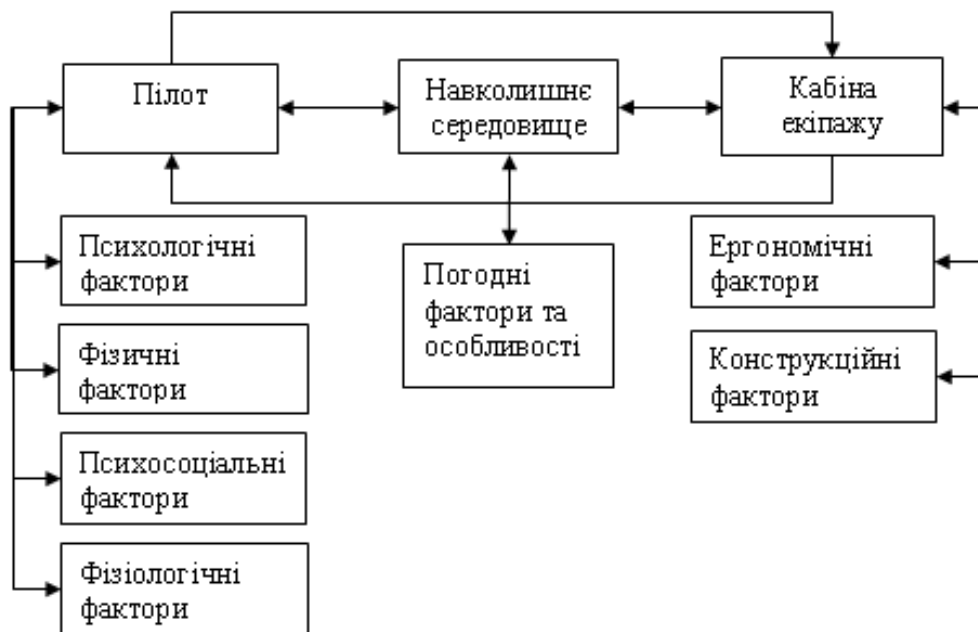 Пілот
Навколишнє
середовище
Кабіна
екіпажу
Психологічні
фактори
Фізичні
фактори
Психосоціальні
фактори
Фізіологічні
фактори
Погодні
фактори та
особливості
Ергономічні
фактори
Конструкційні
фактори